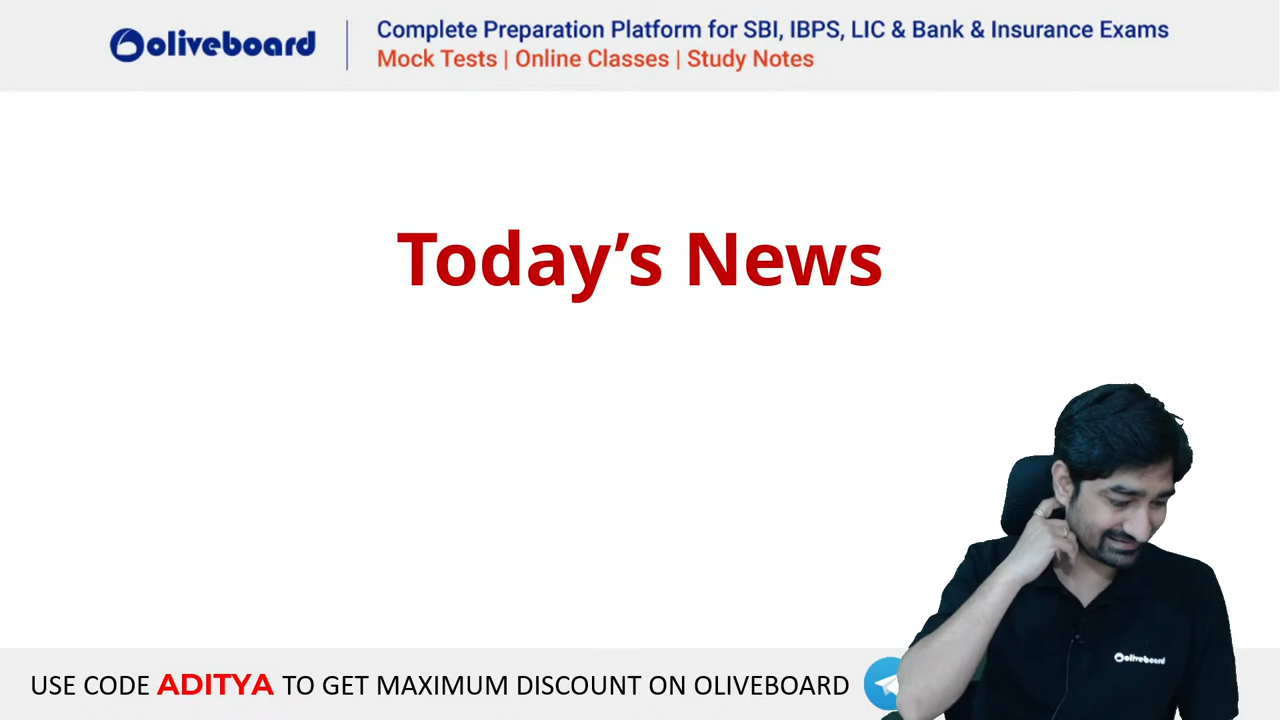 oliveboard
Complete Preparation Platform for SBI, IBPS, LIC & Bank & Insurance Exams
Mock Tests | Online Classes | Study Notes
Today's News
oliveboard
USE CODE ADITYA TO GET MAXIMUM DISCOUNT ON OLIVEBOARD